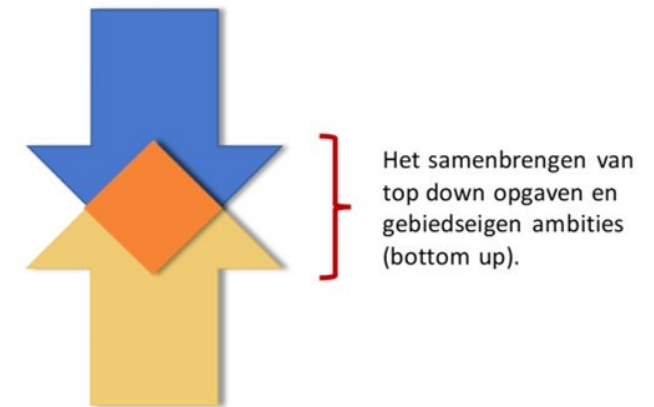 Het samenbrengen van
top down opgaven en
gebiedseigen ambities
(bottom up).